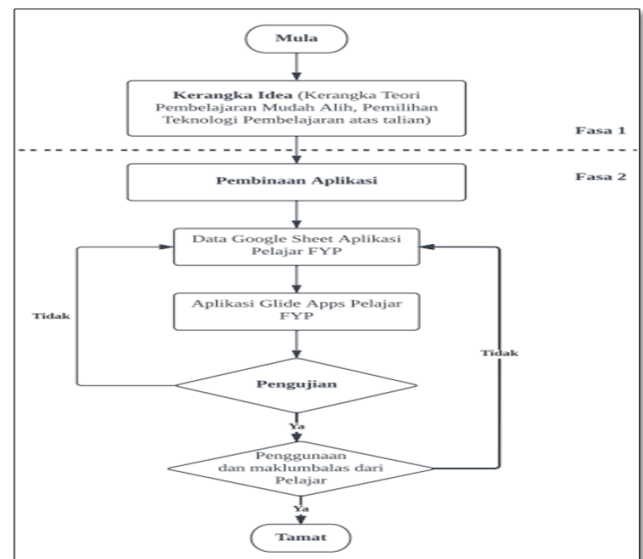 Mula
Kerangka Idea (Kerangka Teori
Pembelajaran Mudah Alih, Pemilihan
Teknologi Pembelajaran atas talian)
Fasa 1
Pembinaan Aplikasi
Fasa 2
Data Google Sheet Aplikasi
Pelajar FYP
Aplikasi Glide Apps Pelajar
FYP
Tidak
Tidak
Pengujian
Ya
Penggunaan
dan maklumbalas dari
Pelajar
Ya
Tamat